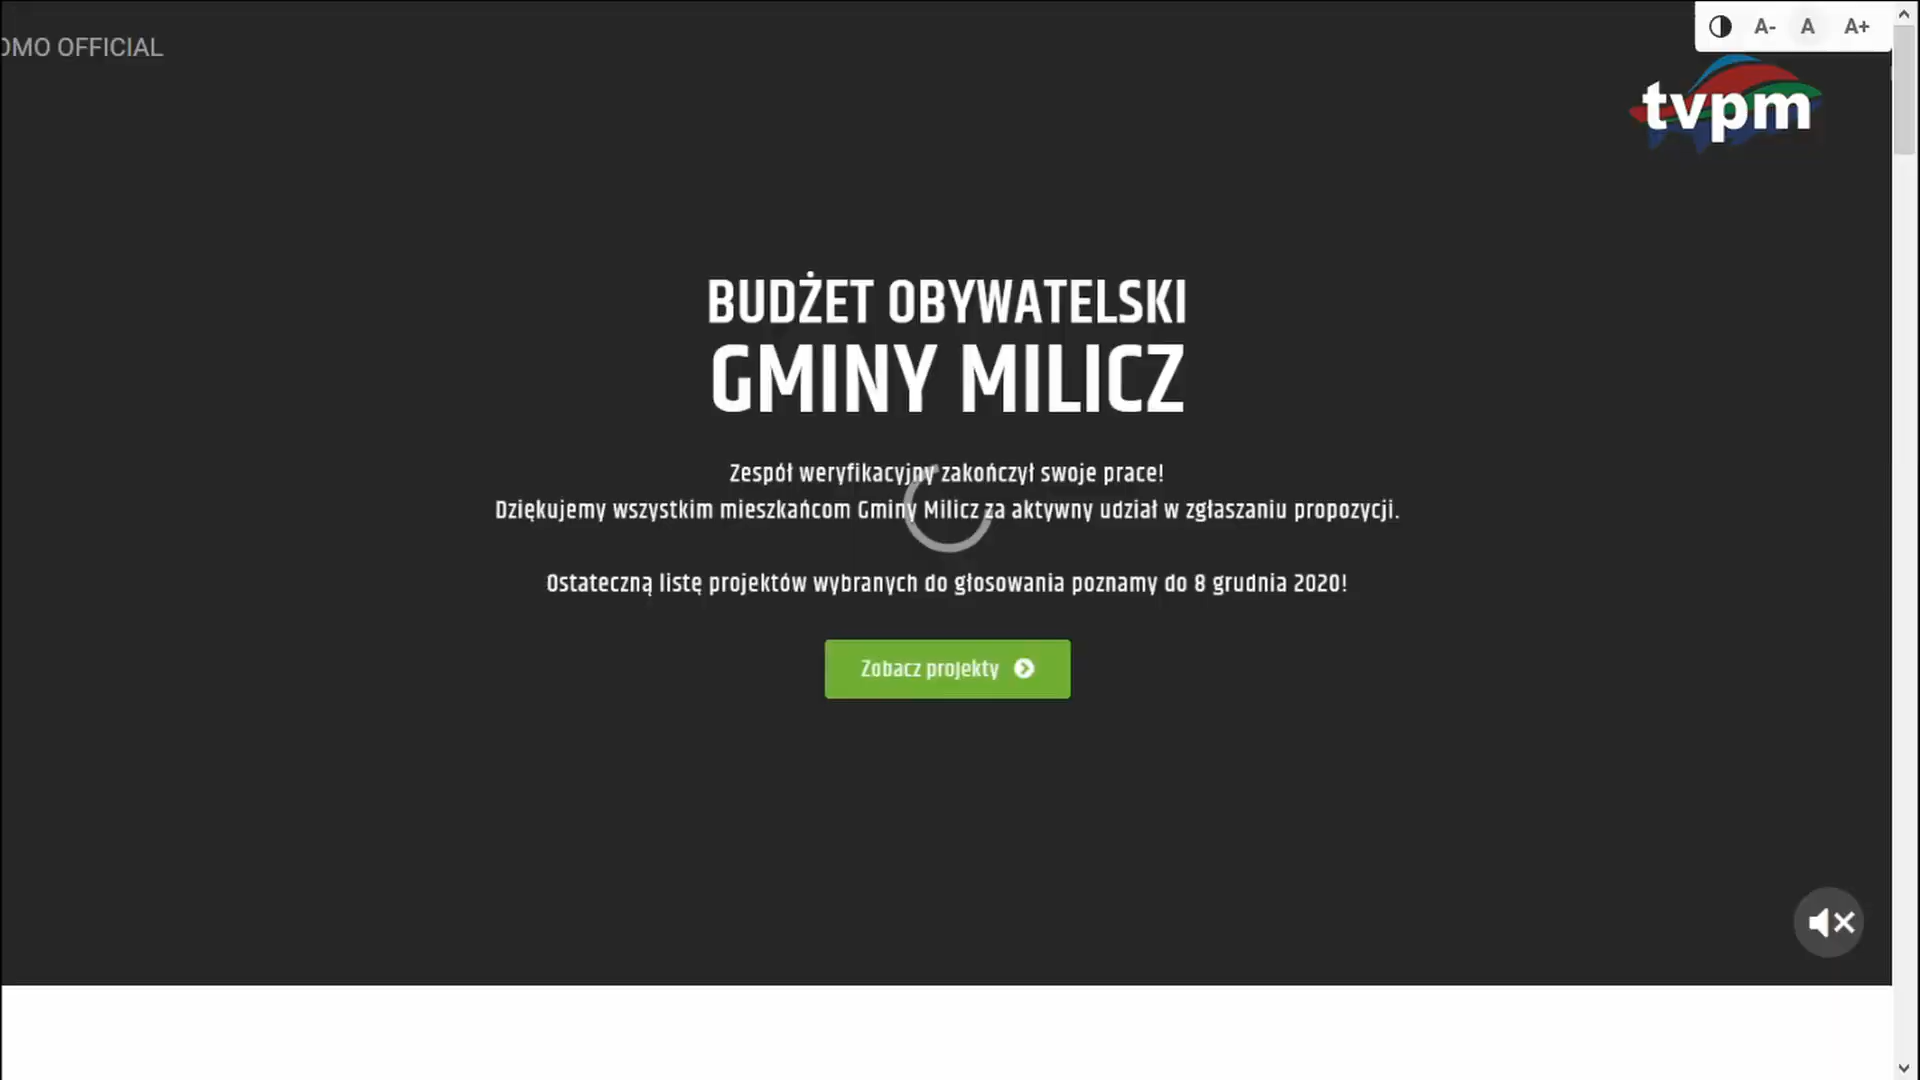 OMO OFFICIAL
A- A A+
tvpm
BUDŻET OBYWATELSKI
GMINY MILICZ
Zespół weryfikacyjny zakończył swoje prace!
Dziękujemy wszystkim mieszkańcom Gminy Milicz za aktywny udział w zgłaszaniu propozycji.
Ostateczną listę projektów wybranych do głosowania poznamy do 8 grudnia 2020!
Zobacz projekty